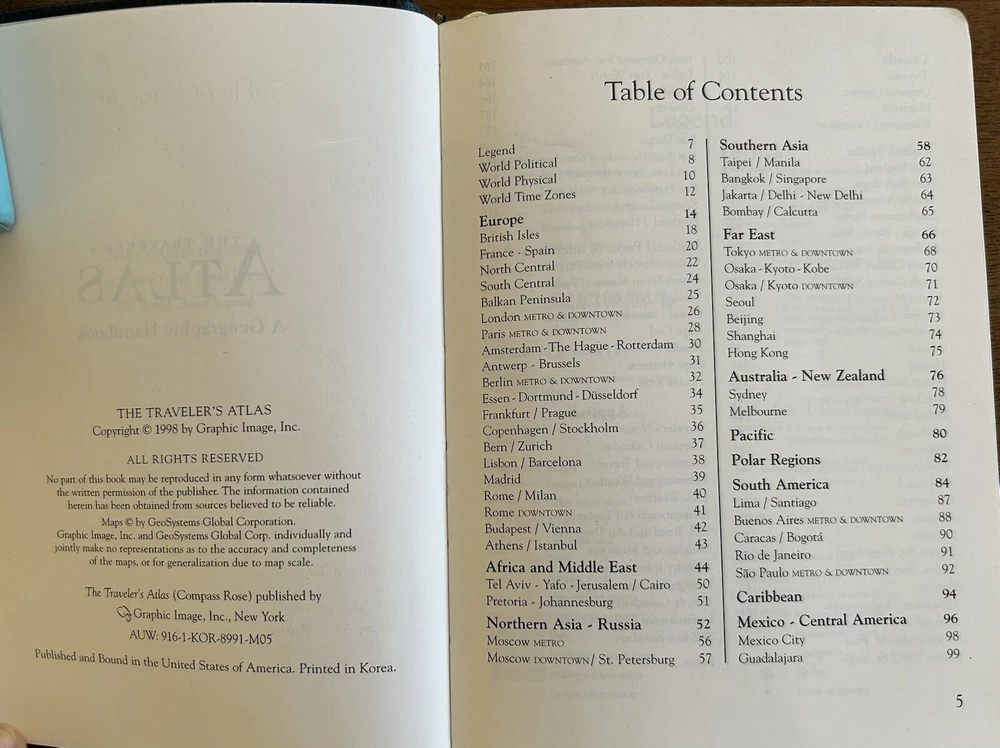 THE TRAVELER'S ATLAS
Copyright © 1998 by Graphic Image, Inc.
ALL RIGHTS RESERVED
No part of this book may be reproduced in any form whatsoever without
the written permission of the publisher. The information contained
herein has been obtained from sources believed to be reliable.
Maps © by GeoSystems Global Corporation.
Graphic Image, Inc. and GeoSystems Global Corp. individually and
jointly make no representations as to the accuracy and completeness
of the maps, or for generalization due to map scale.
The Traveler's Atlas (Compass Rose) published by
Graphic Image, Inc., New York
AUW: 916-1-KOR-8991-M05
Published and Bound in the United States of America. Printed in Korea.
Table of Contents
Legend 7
World Political 8
World Physical 10
World Time Zones 12
Europe 14
British Isles 18
France - Spain 20
North Central 22
South Central 24
Balkan Peninsula 25
London METRO & DOWNTOWN 26
Paris METRO & DOWNTOWN 28
Amsterdam - The Hague - Rotterdam 30
Antwerp - Brussels 31
Berlin METRO & DOWNTOWN 32
Essen - Dortmund - Düsseldorf 34
Frankfurt / Prague 35
Copenhagen / Stockholm 36
Bern / Zurich 37
Lisbon / Barcelona 38
Madrid 39
Rome / Milan 40
Rome DOWNTOWN 41
Budapest / Vienna 42
Athens / Istanbul 43
Africa and Middle East 44
Tel Aviv - Yafo - Jerusalem / Cairo 50
Pretoria - Johannesburg 51
Northern Asia - Russia 52
Moscow METRO 56
Moscow DOWNTOWN / St. Petersburg 57
Southern Asia 58
Taipei / Manila 62
Bangkok / Singapore 63
Jakarta / Delhi - New Delhi 64
Bombay / Calcutta 65
Far East 66
Tokyo METRO & DOWNTOWN 68
Osaka - Kyoto - Kobe 70
Osaka / Kyoto DOWNTOWN 71
Seoul 72
Beijing 73
Shanghai 74
Hong Kong 75
Australia - New Zealand 76
Sydney 78
Melbourne 79
Pacific 80
Polar Regions 82
South America 84
Lima / Santiago 87
Buenos Aires METRO & DOWNTOWN 88
Caracas / Bogotá 90
Rio de Janeiro 91
São Paulo METRO & DOWNTOWN 92
Caribbean 94
Mexico - Central America 96
Mexico City 98
Guadalajara 99
5